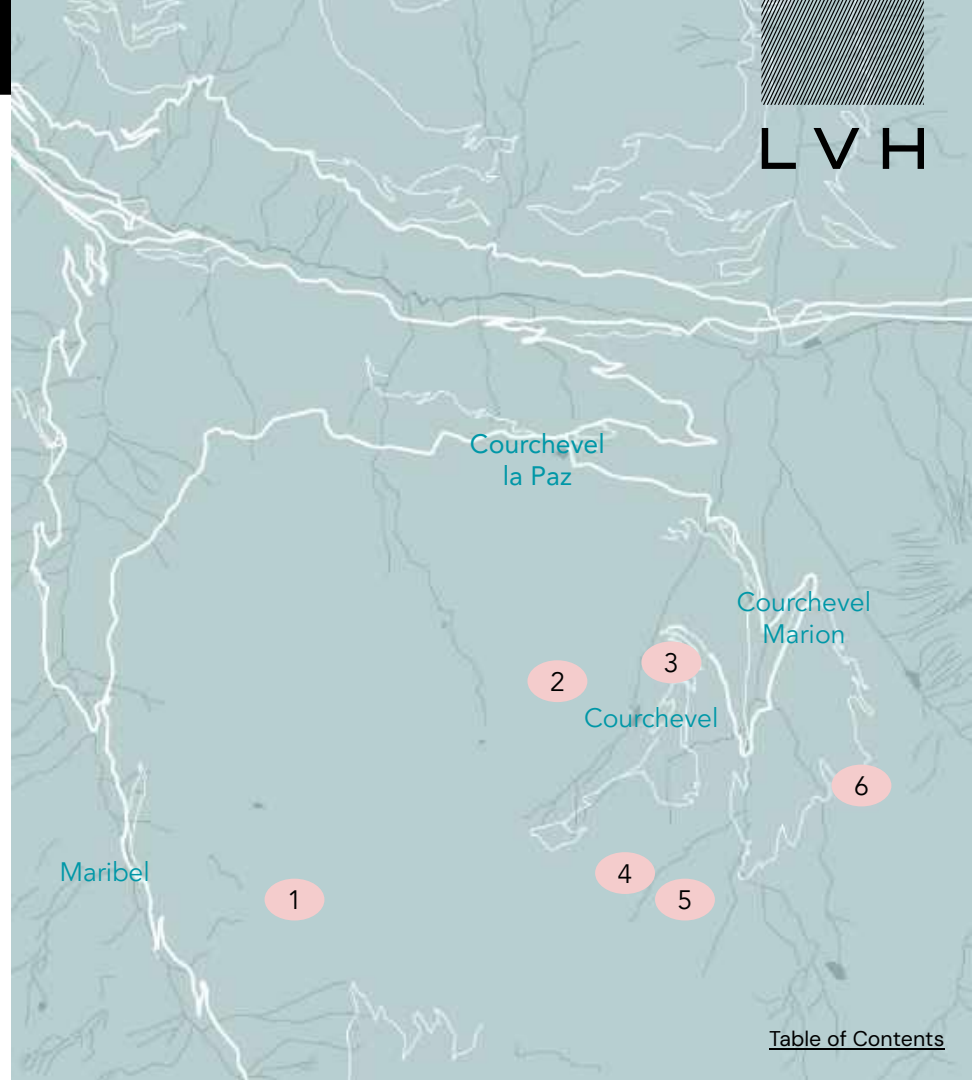 LVH
Courchevel
la Paz
Courchevel
Marion
3
2
Courchevel
6
Maribel
4
1
5
Table of Contents